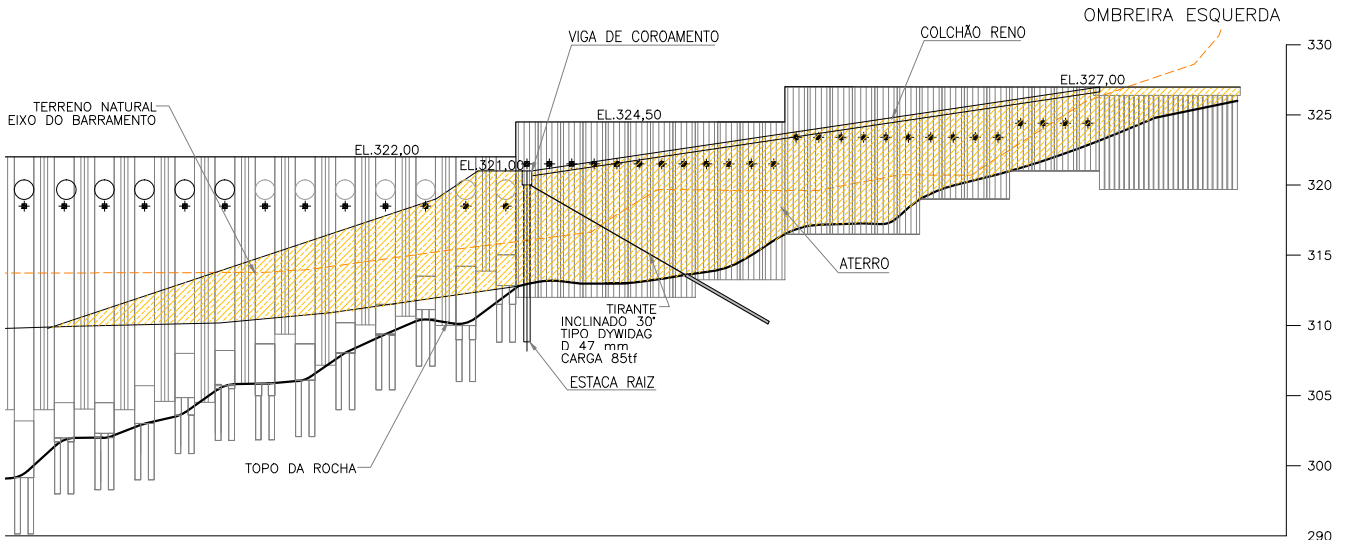 OMBREIRA ESQUERDA
VIGA DE COROAMENTO
COLCHÃO RENO
330
EL.327,00
TERRENO NATURAL
EIXO DO BARRAMENTO
EL.324,50
325
EL.322,00
EL.321,00
320
315
ATERRO
TIRANTE
INCLINADO 30°
TIPO DYWIDAG
D 47 mm
CARGA 85tf
310
ESTACA RAIZ
305
TOPO DA ROCHA
300
295
290